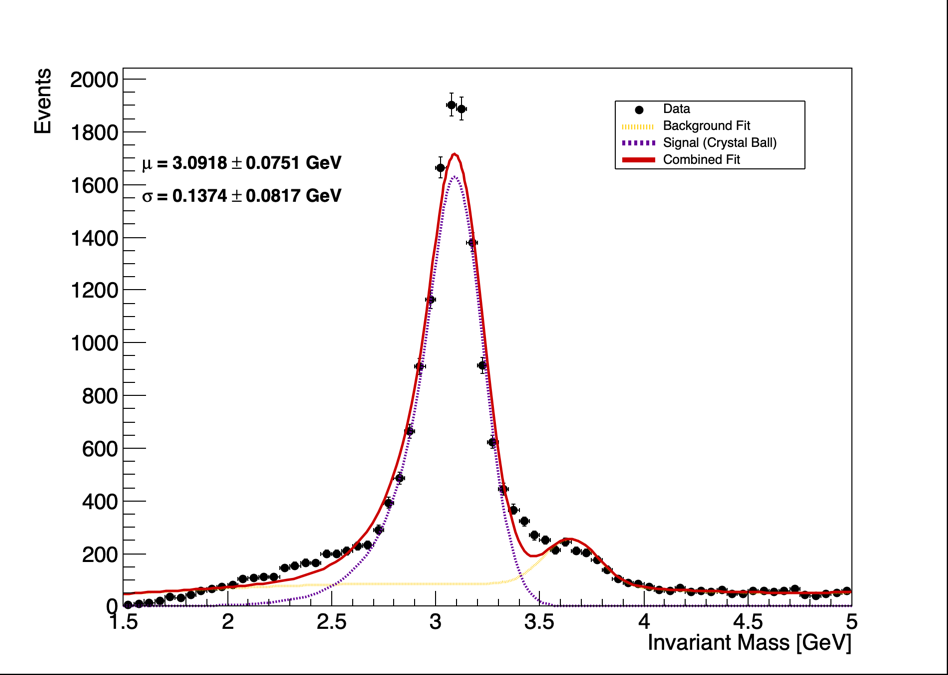 Events
2000
1800
1600
1400
1200
1000
800
600
400
200
0
μ = 3.0918 ± 0.0751 GeV
σ = 0.1374 ± 0.0817 GeV
Data
Background Fit
Signal (Crystal Ball)
Combined Fit
1.5 2 2.5 3 3.5 4 4.5 5
Invariant Mass [GeV]